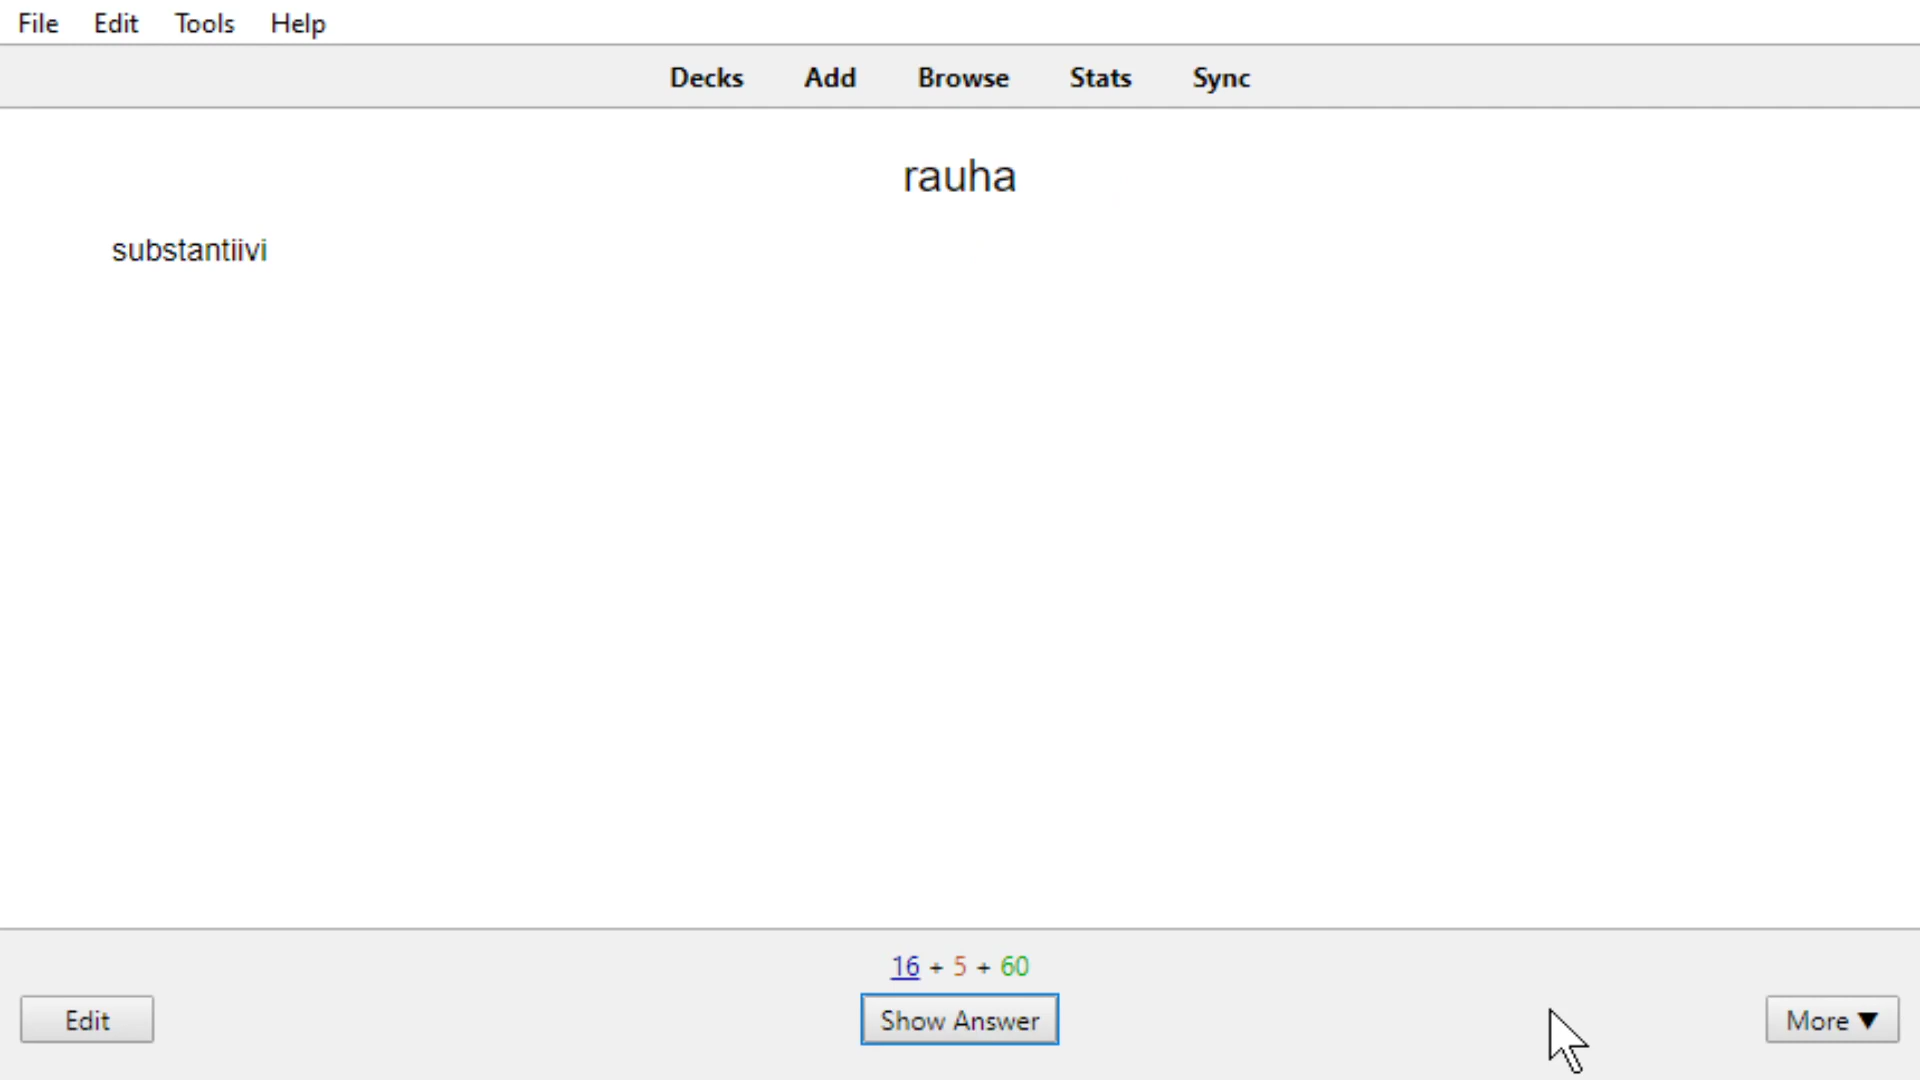 File Edit Tools Help
Decks Add Browse Stats Sync
rauha
substantiivi
16 + 5 + 60
Edit Show Answer More ▼